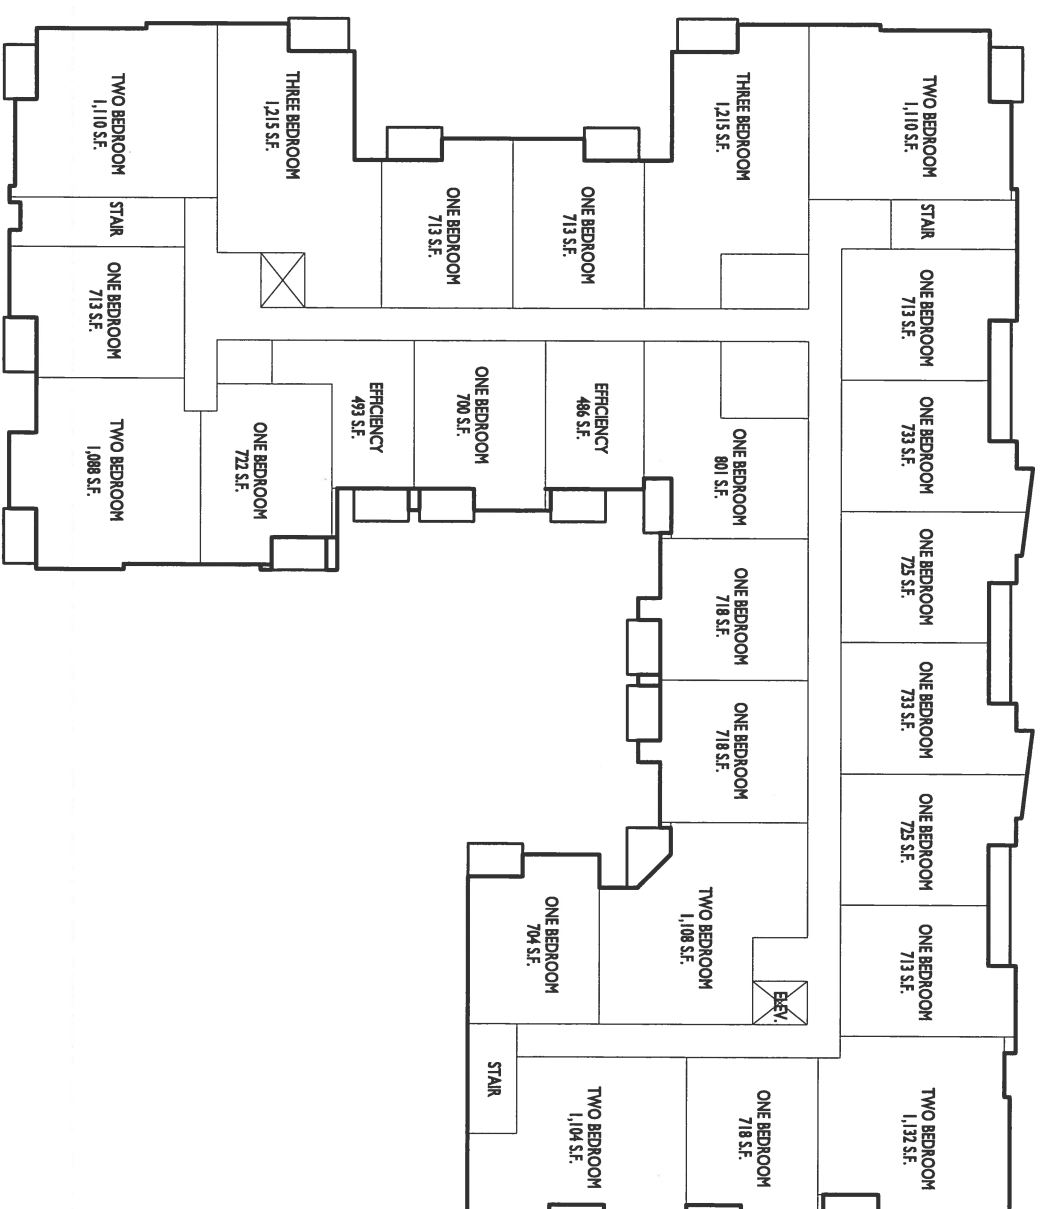 TWO BEDROOM
1,110 S.F.
THREE BEDROOM
1,215 S.F.
THREE BEDROOM
1,215 S.F.
TWO BEDROOM
1,110 S.F.
STAIR
ONE BEDROOM
713 S.F.
ONE BEDROOM
713 S.F.
STAIR
ONE BEDROOM
713 S.F.
ONE BEDROOM
713 S.F.
TWO BEDROOM
1,088 S.F.
ONE BEDROOM
722 S.F.
EFFICIENCY
493 S.F.
ONE BEDROOM
700 S.F.
EFFICIENCY
486 S.F.
ONE BEDROOM
801 S.F.
ONE BEDROOM
733 S.F.
ONE BEDROOM
718 S.F.
ONE BEDROOM
725 S.F.
ONE BEDROOM
718 S.F.
ONE BEDROOM
733 S.F.
ONE BEDROOM
725 S.F.
ONE BEDROOM
704 S.F.
TWO BEDROOM
1,108 S.F.
ELEV.
ONE BEDROOM
713 S.F.
STAIR
TWO BEDROOM
1,104 S.F.
ONE BEDROOM
718 S.F.
TWO BEDROOM
1,132 S.F.